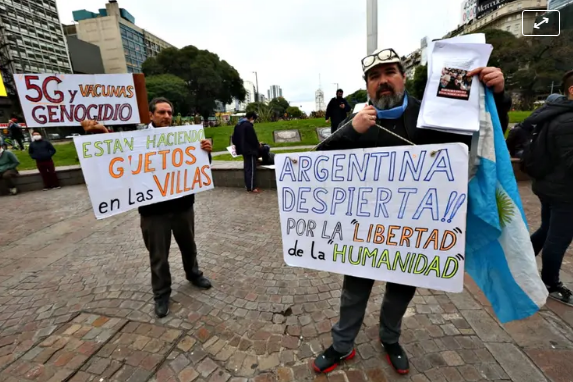 5G y VACUNAS
GENOCIDIO
ESTAN HACIENDO
GUETOS
en las VILLAS
ARGENTINA
DESPIERTA!!
POR LA "LIBERTAD"
de la "HUMANIDAD"